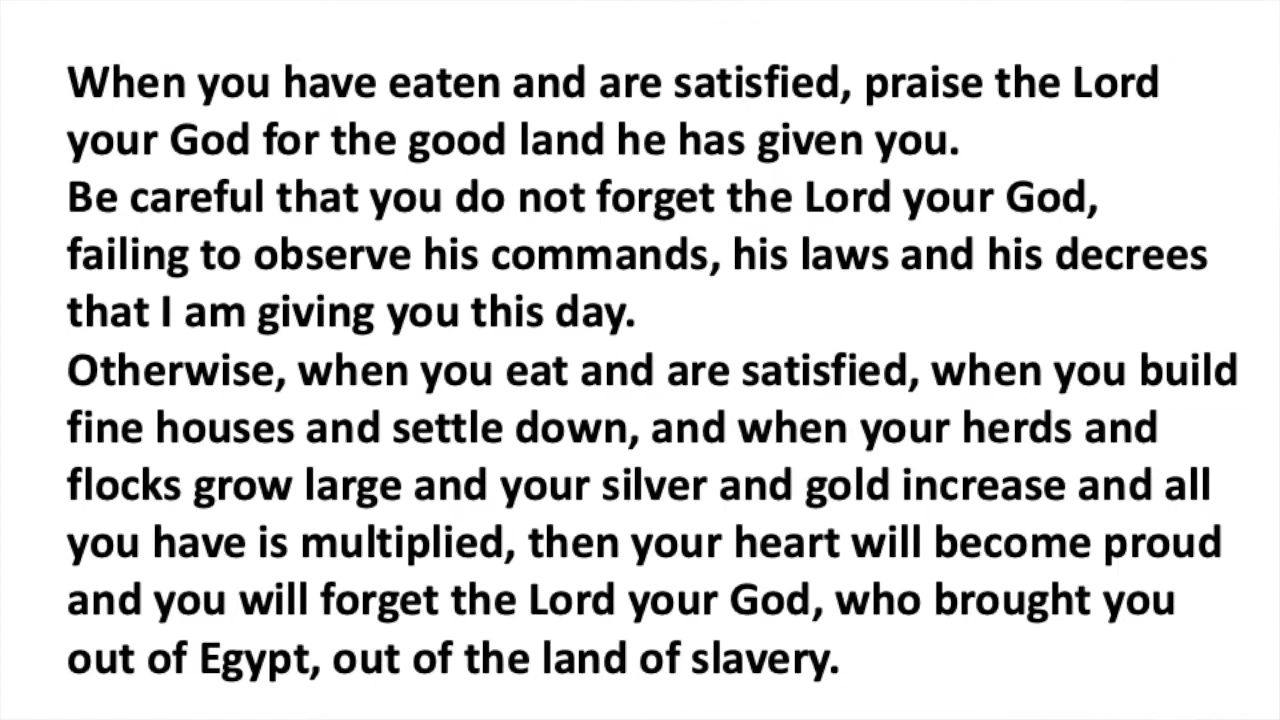 When you have eaten and are satisfied, praise the Lord
your God for the good land he has given you.
Be careful that you do not forget the Lord your God,
failing to observe his commands, his laws and his decrees
that I am giving you this day.
Otherwise, when you eat and are satisfied, when you build
fine houses and settle down, and when your herds and
flocks grow large and your silver and gold increase and all
you have is multiplied, then your heart will become proud
and you will forget the Lord your God, who brought you
out of Egypt, out of the land of slavery.